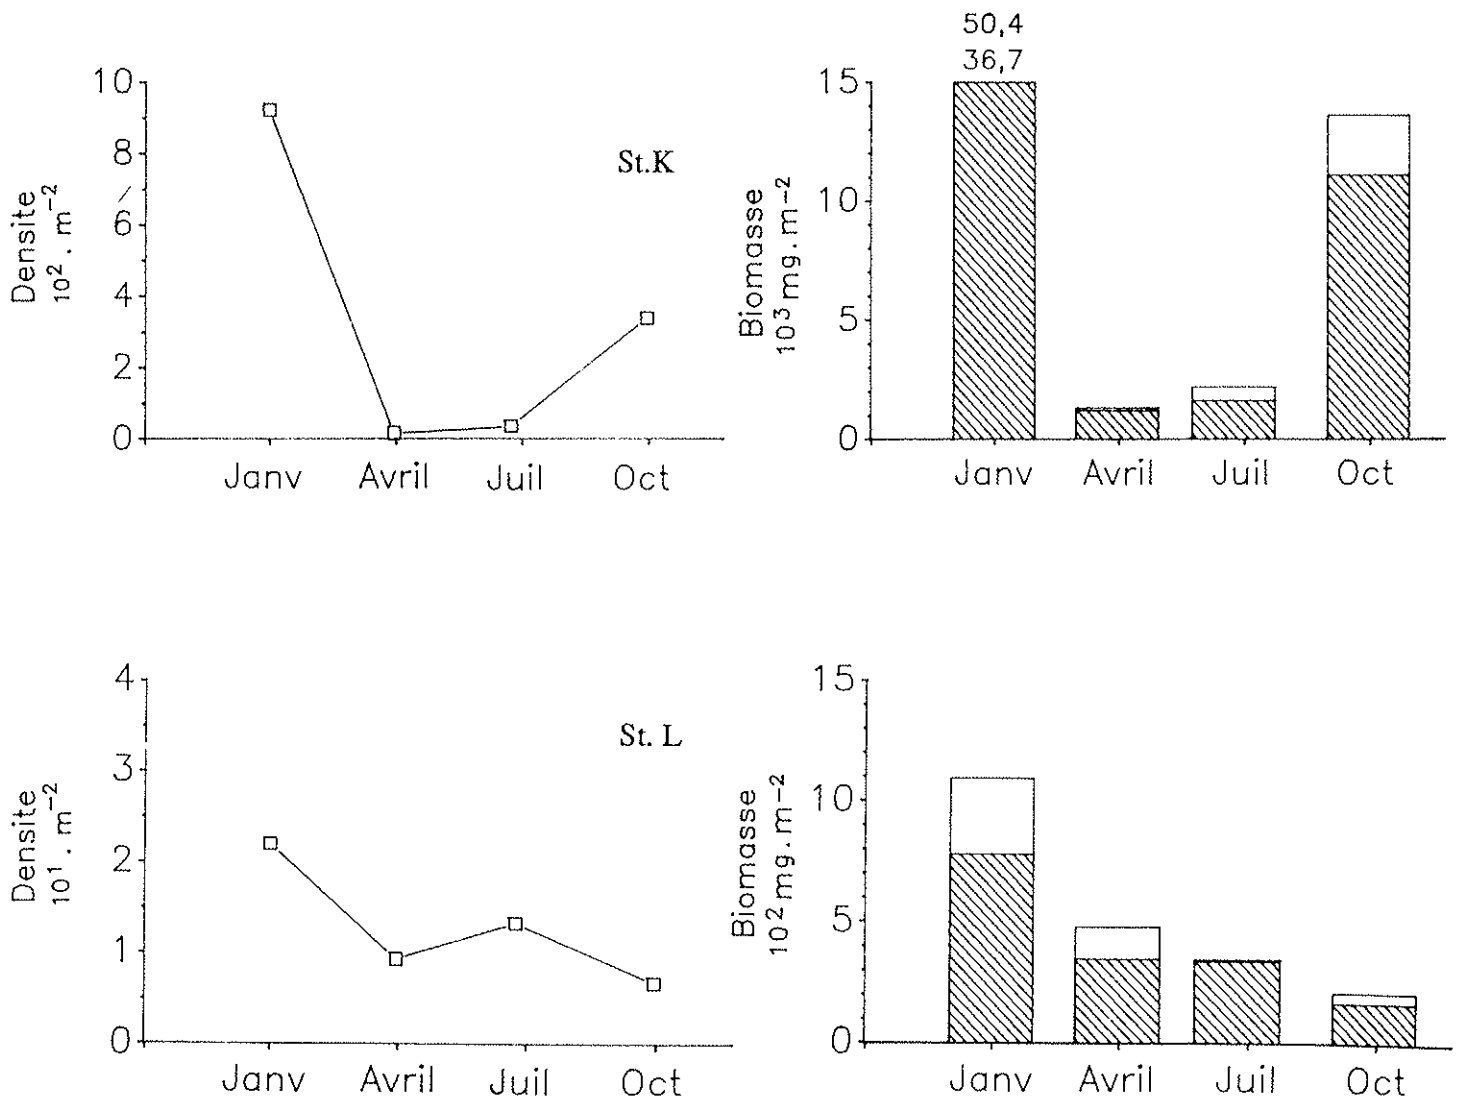 50,4
36,7
10
8
6
4
2
0
Densite
10². m⁻²
St.K
Janv Avril Juil Oct
15
10
5
0
Biomasse
10³ mg. m⁻²
Janv Avril Juil Oct
4
3
2
1
0
Densite
10¹. m⁻²
St. L
Janv Avril Juil Oct
15
10
5
0
Biomasse
10² mg. m⁻²
Janv Avril Juil Oct